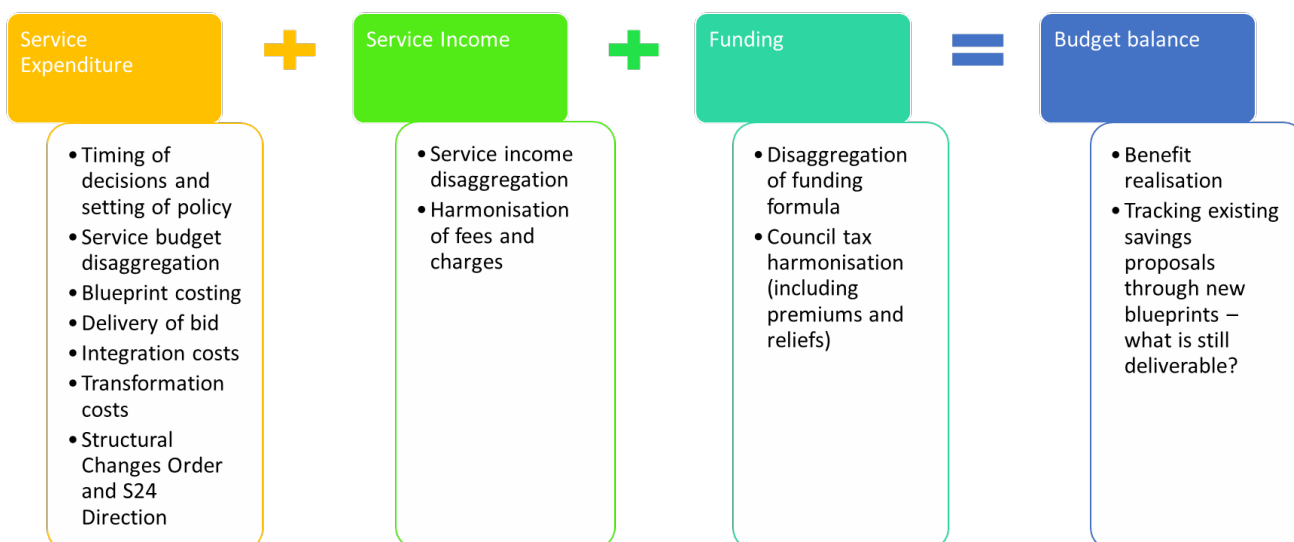 Service
Expenditure
Service Income
Funding
Budget balance
• Timing of
decisions and
setting of policy
• Service budget
disaggregation
• Blueprint costing
• Delivery of bid
• Integration costs
• Transformation
costs
• Structural
Changes Order
and S24
Direction
• Service income
disaggregation
• Harmonisation
of fees and
charges
• Disaggregation
of funding
formula
• Council tax
harmonisation
(including
premiums and
reliefs)
• Benefit
realisation
• Tracking existing
savings
proposals
through new
blueprints –
what is still
deliverable?